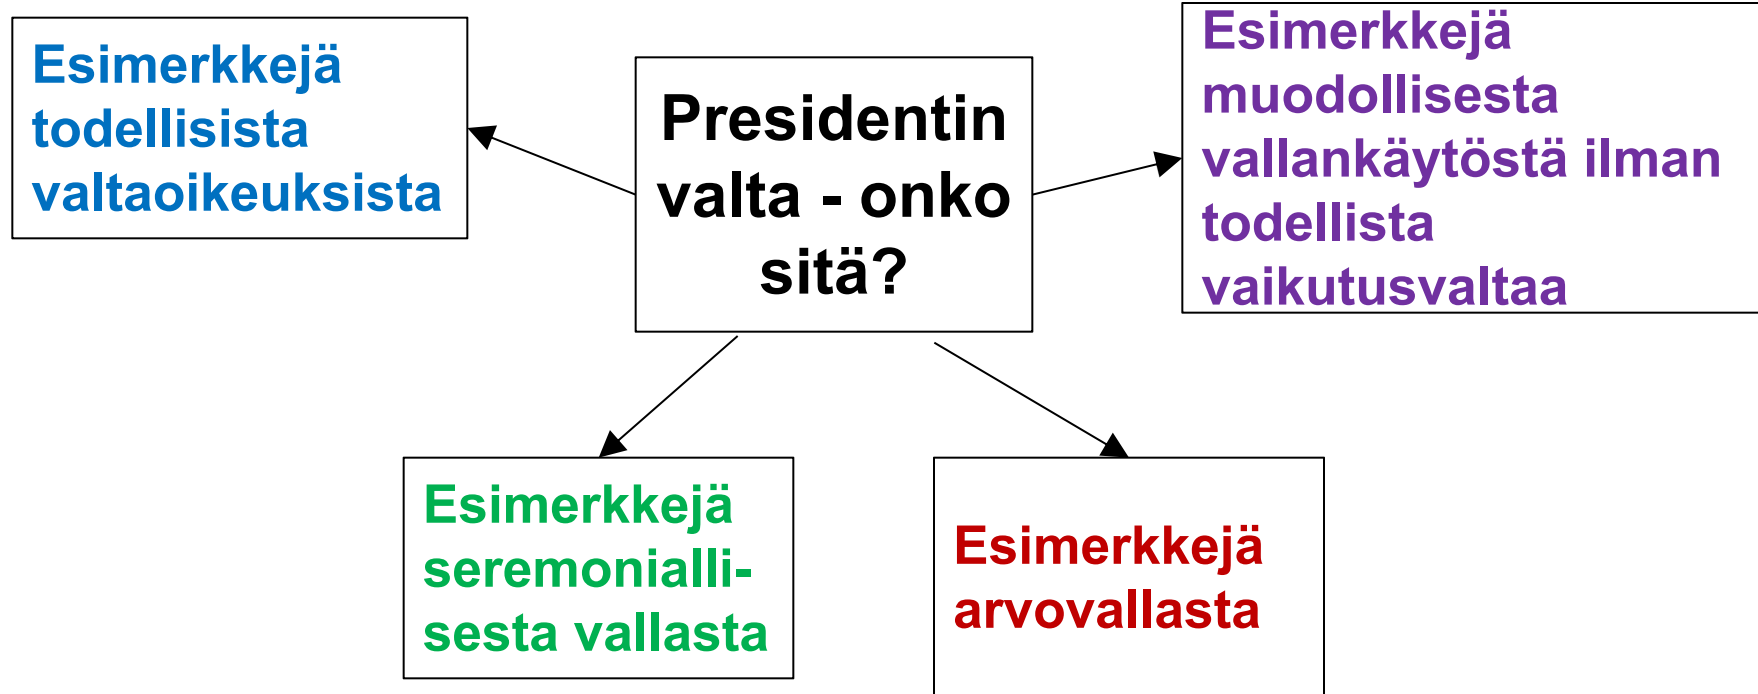 Esimerkkejä
todellisista
valtaoikeuksista
Presidentin
valta - onko
sitä?
Esimerkkejä
muodollisesta
vallankäytöstä ilman
todellista
vaikutusvaltaa
Esimerkkejä
seremonialli-
sesta vallasta
Esimerkkejä
arvovallasta